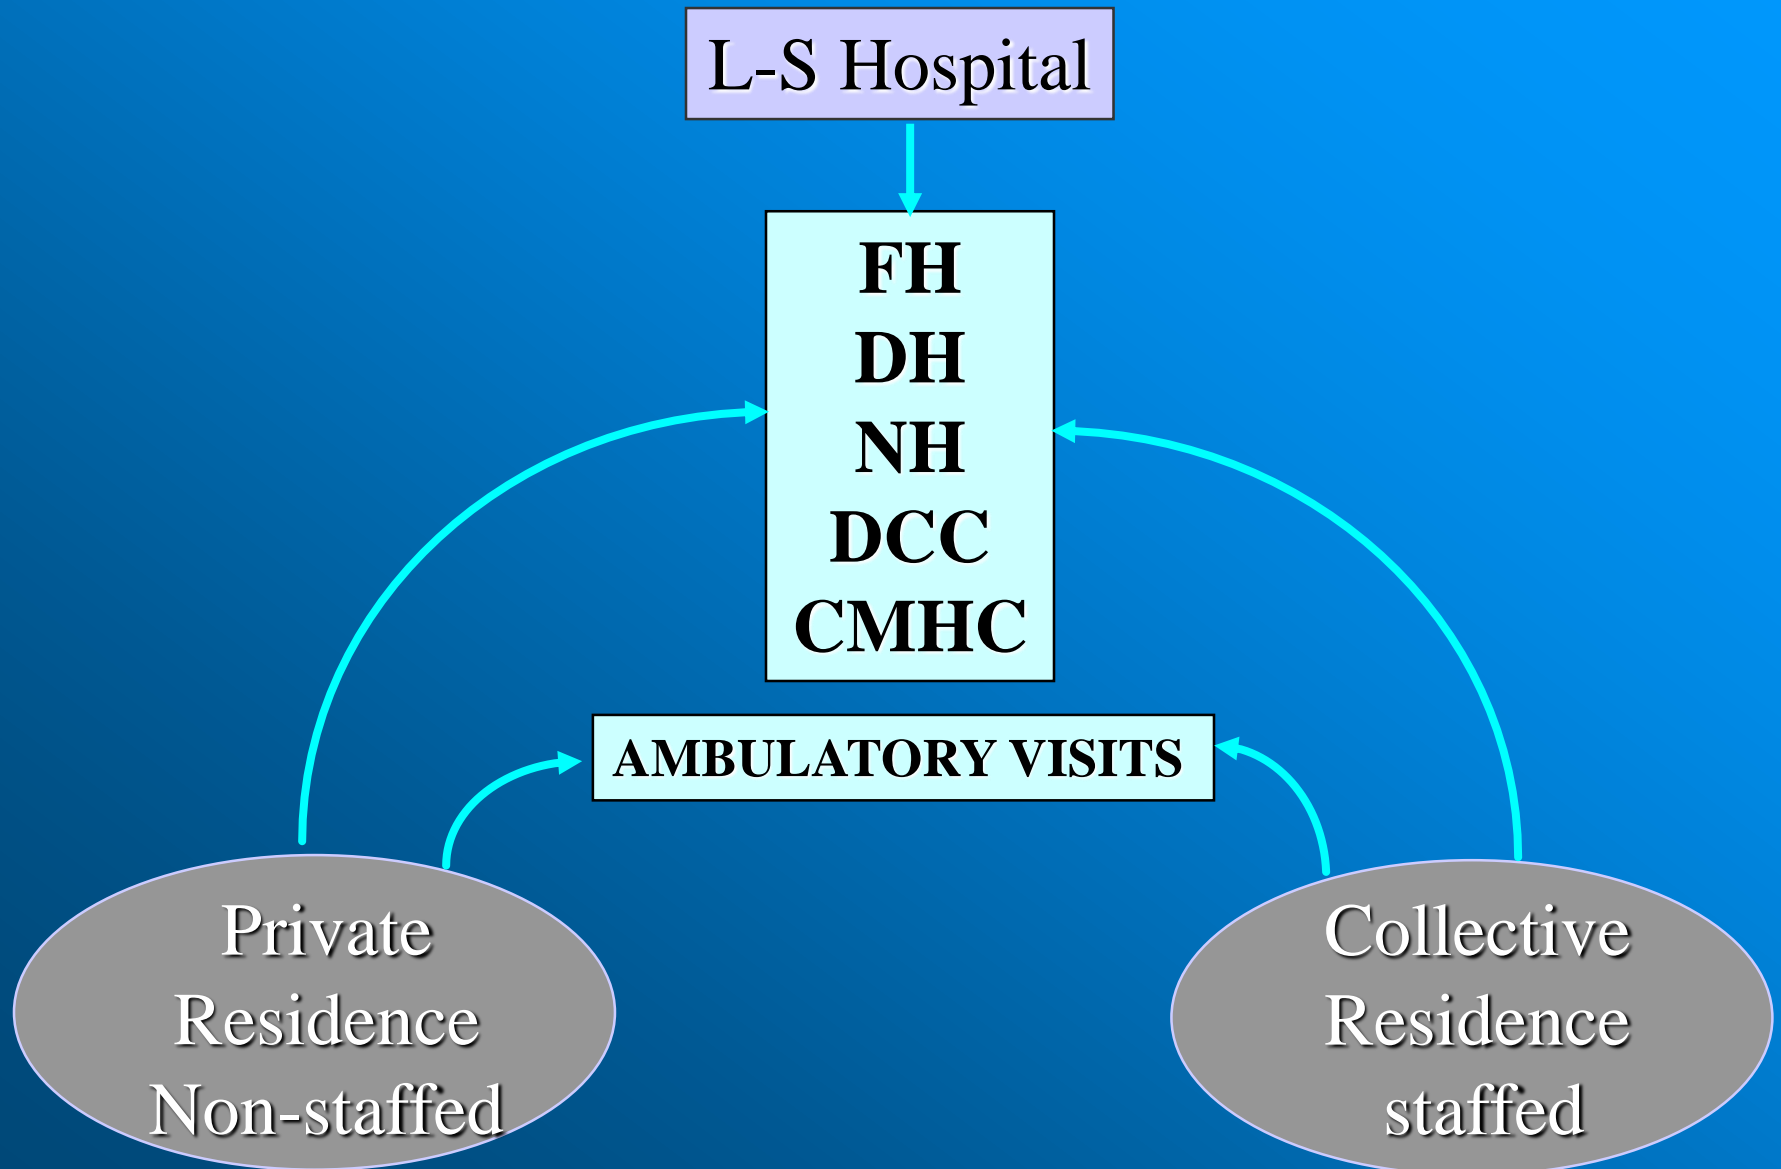 L-S Hospital
FH
DH
NH
DCC
CMHC
AMBULATORY VISITS
Private
Residence
Non-staffed
Collective
Residence
staffed